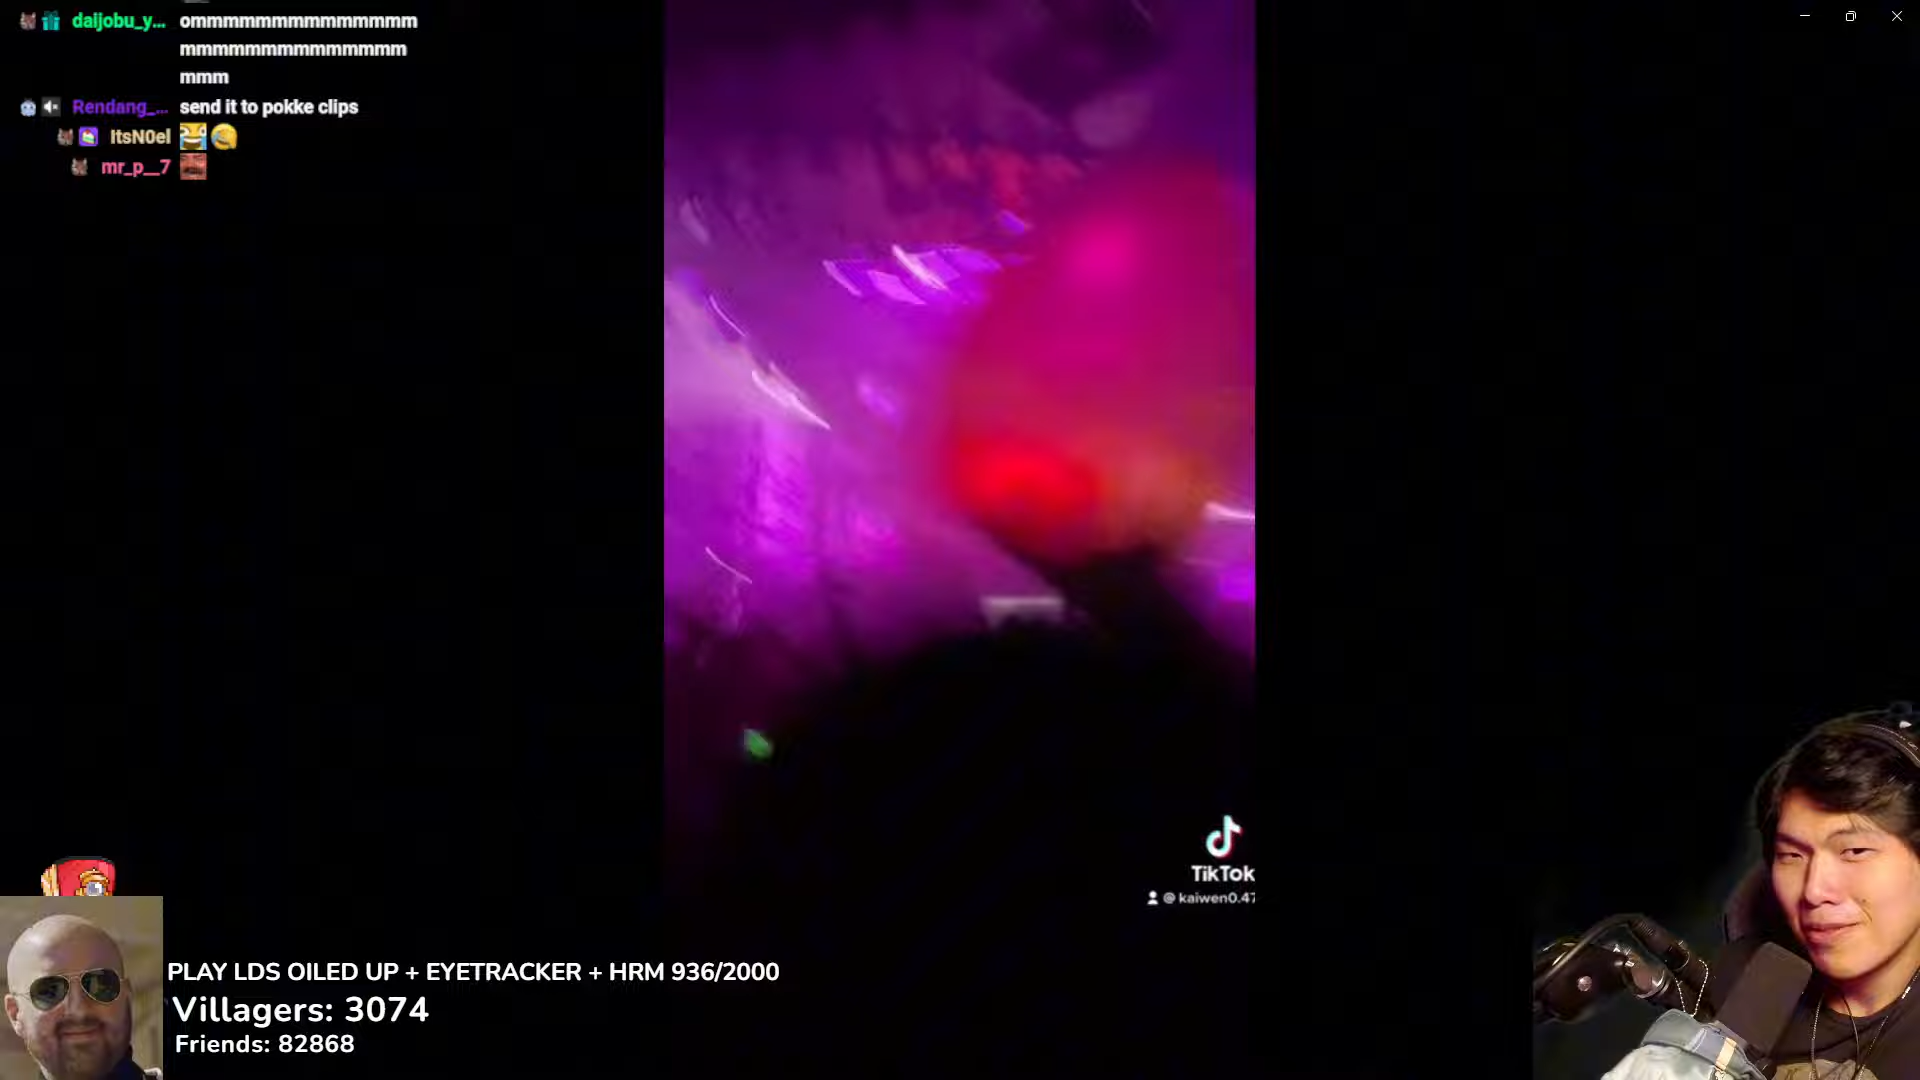 daijobu_y...
ommmmmmmmmmmmmmm
mmmmmmmmmmmmmm
mmm
Rendang_... send it to pokke clips
ItsN0el
mr_p__7
TikTok
@kaiwen0.47
PLAY LDS OILED UP + EYETRACKER + HRM 936/2000
Villagers: 3074
Friends: 82868